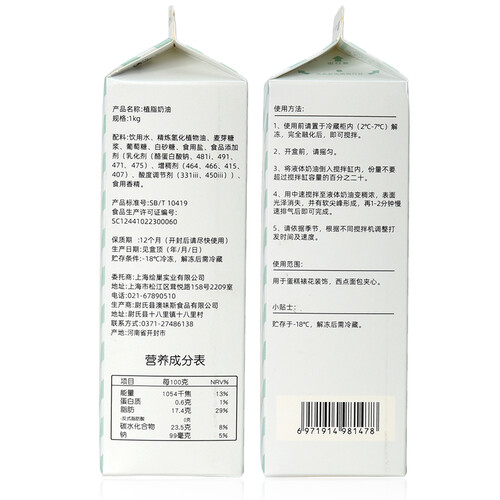 产品名称:植脂奶油
规格:1kg
配料:饮用水、精炼氢化植物油、麦芽糖
浆、葡萄糖、白砂糖、食用盐、食品添加
剂(乳化剂(酪蛋白酸钠、481i、491、
471、475)、增稠剂(464、466、415、
407)、酸度调节剂(331iii、450iii))、
食用香精。
产品标准号:SB/T 10419
食品生产许可证编号:
SC12441022300060
保质期 :12个月(开封后请尽快使用)
生产日期:见盒顶(年/月/日)
贮存条件:-18℃冷冻,解冻后需冷藏
委托商:上海绘巢实业有限公司
地址:上海市松江区茸悦路158号2209室
电话:021-67890510
生产商:尉氏县澳味斯食品有限公司
地址:尉氏县十八里镇十八里村
联系方式:0371-27486138
产地:河南省开封市
营养成分表
项目 每100克 NRV%
能量 1054千焦 13%
蛋白质 0.6克 1%
脂肪 17.4克 29%
-反式脂肪酸 0克
碳水化合物 23.5克 8%
钠 99毫克 5%
使用方法:
1、使用前请置于冷藏柜内(2℃-7℃)解
冻,完全融化后,即可搅拌。
2、开盒前,请摇匀。
3、将液体奶油倒入搅拌缸内,份量不要
超过搅拌缸容量的百分之二十。
4、用中速搅拌至液体奶油变稠浓,表面
光泽消失,并有软尖峰形成,再1-2分钟慢
速排气后即可完成。
5、请依据季节,根据不同搅拌机调整打
发时间及速度。
使用范围:
用于蛋糕裱花装饰,西点面包夹心。
小贴士:
贮存于-18℃,解冻后需冷藏。
6 971914 981478